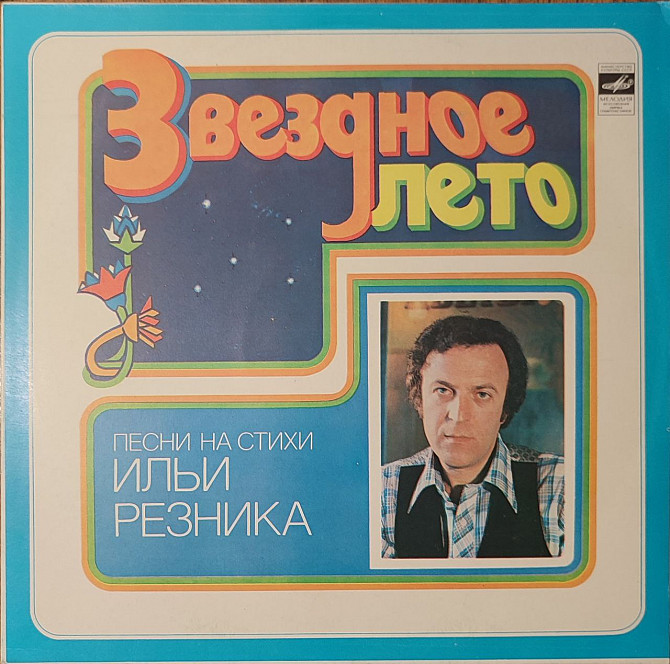 Звездное
лето
МЕЛОДИЯ
ПЕСНИ НА СТИХИ
ИЛЬИ
РЕЗНИКА